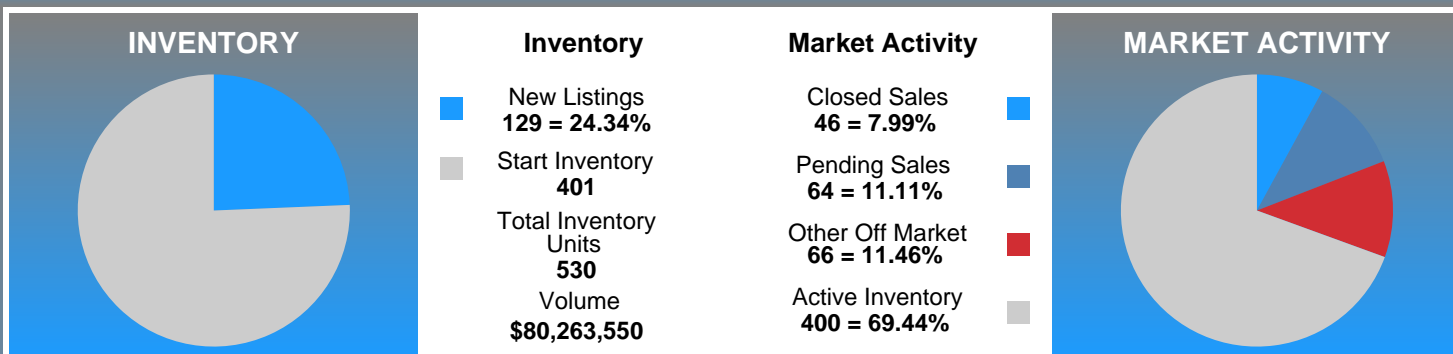 INVENTORY
Inventory
New Listings
129 = 24.34%
Start Inventory
401
Total Inventory
Units
530
Volume
$80,263,550
Market Activity
Closed Sales
46 = 7.99%
Pending Sales
64 = 11.11%
Other Off Market
66 = 11.46%
Active Inventory
400 = 69.44%
MARKET ACTIVITY